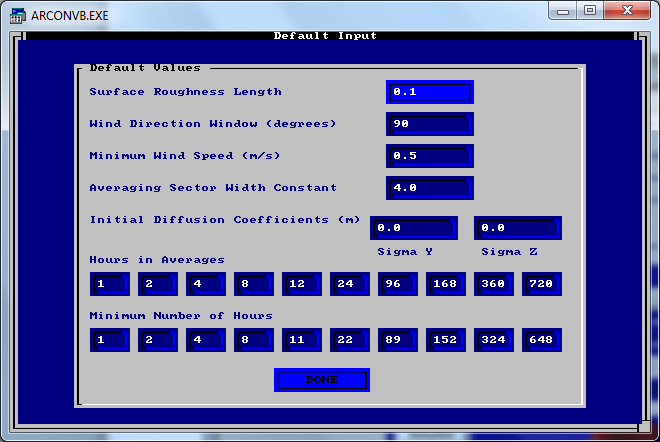 ARCONVB.EXE
Default Input
Default Values
Surface Roughness Length 0.1
Wind Direction Window (degrees) 90
Minimum Wind Speed (m/s) 0.5
Averaging Sector Width Constant 4.0
Initial Diffusion Coefficients (m) 0.0 0.0
Sigma Y Sigma Z
Hours in Averages
1 2 4 8 12 24 96 168 360 720
Minimum Number of Hours
1 2 4 8 11 22 89 152 324 648
DONE